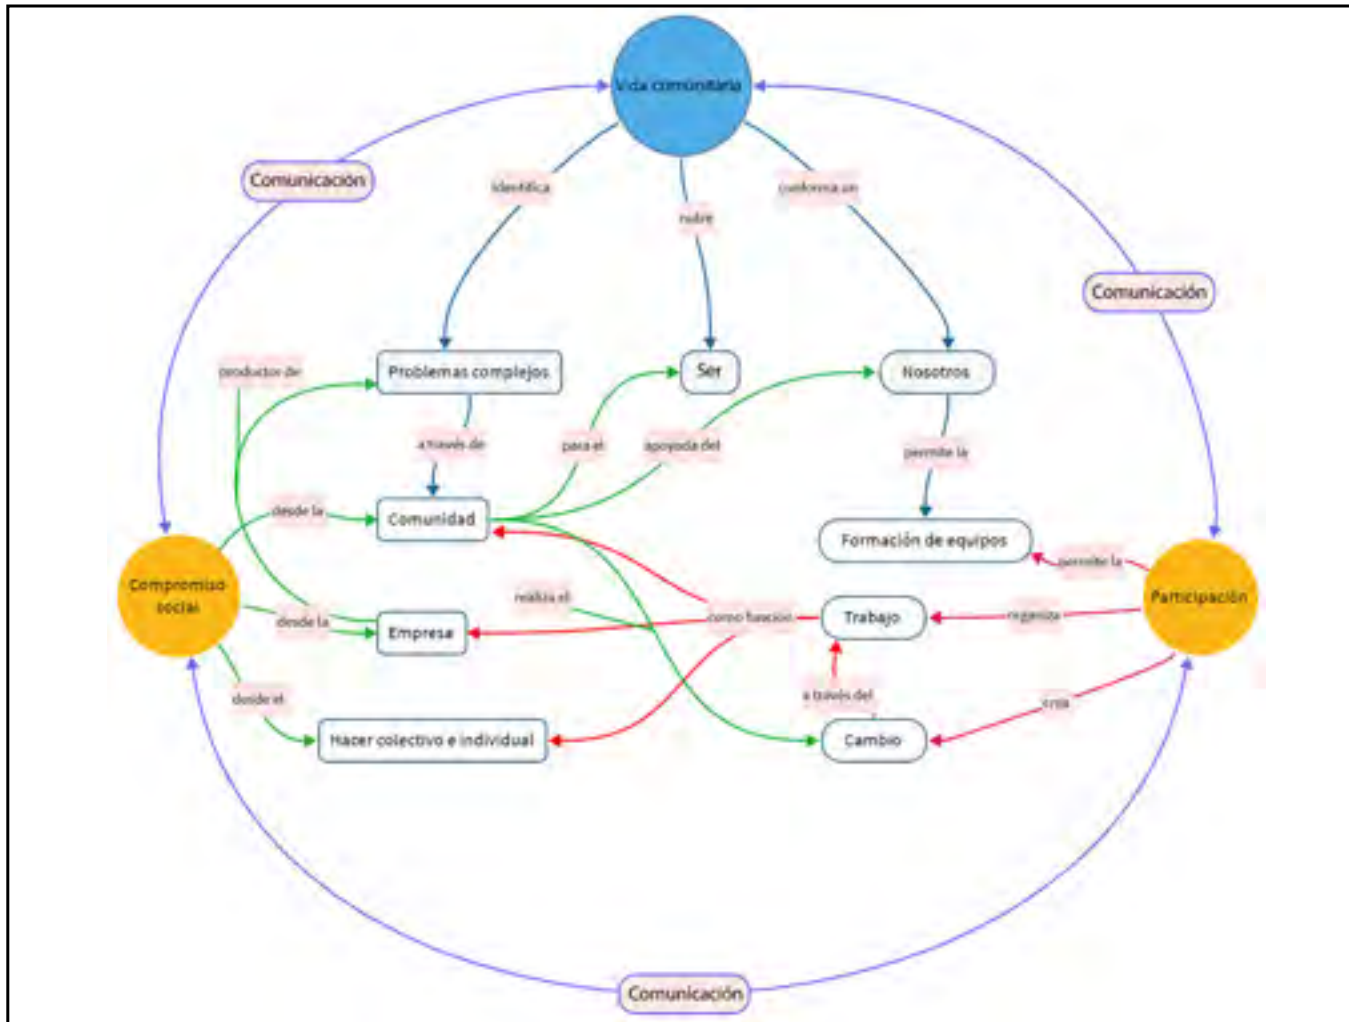 Vida comunitaria
Comunicación
identifica
conforma un
nutre
Comunicación
productor de
Problemas complejos
Ser
Nosotros
a través de
para el
apoyada del
permite la
desde la
Comunidad
Formación de equipos
permite la
Compromiso
social
realiza el
Participación
desde la
Empresa
como función
Trabajo
organiza
desde el
a través del
crea
Hacer colectivo e individual
Cambio
Comunicación